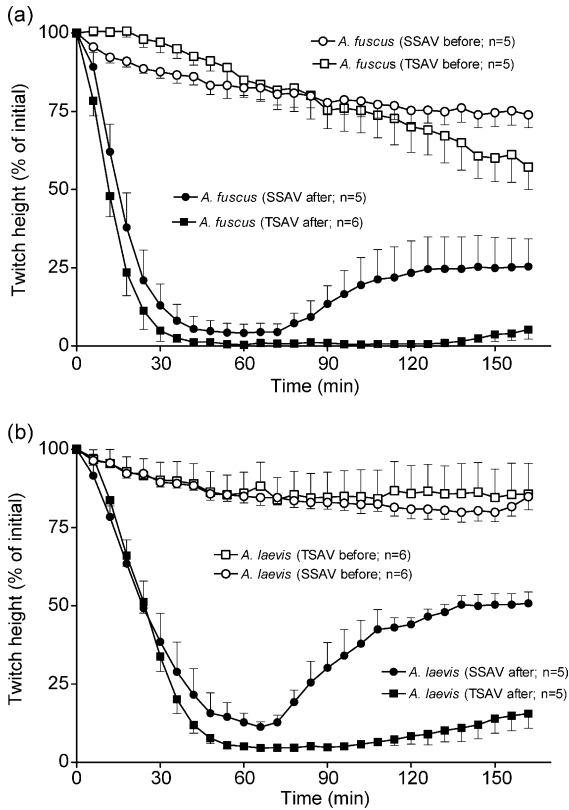 (a)
A. fuscus (SSAV before; n=5)
A. fuscus (TSAV before; n=5)
100
75
50
25
0
Twitch height (% of initial)
A. fuscus (SSAV after; n=5)
A. fuscus (TSAV after; n=6)
0 30 60 90 120 150
Time (min)
(b)
100
75
50
25
0
Twitch height (% of initial)
A. laevis (TSAV before; n=6)
A. laevis (SSAV before; n=6)
A. laevis (SSAV after; n=5)
A. laevis (TSAV after; n=5)
0 30 60 90 120 150
Time (min)